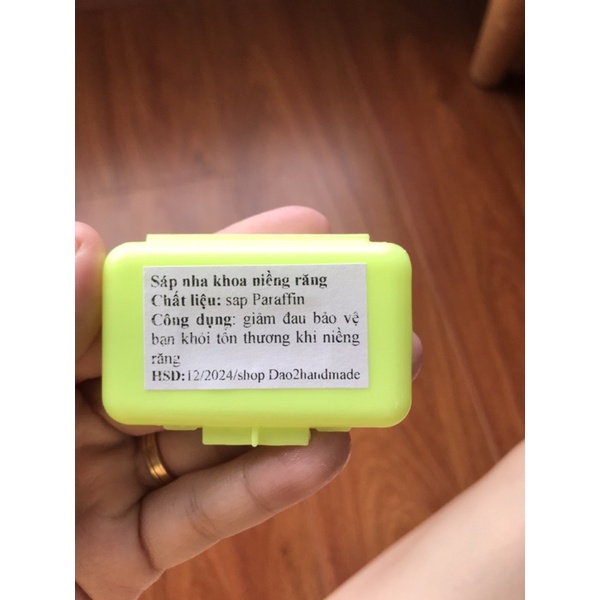 Sáp nha khoa niềng răng
Chất liệu: sap Paraffin
Công dụng: giảm đau bảo vệ
bạn khỏi tổn thương khi niềng
răng
HSD:12/2024/shop Dao2handmade